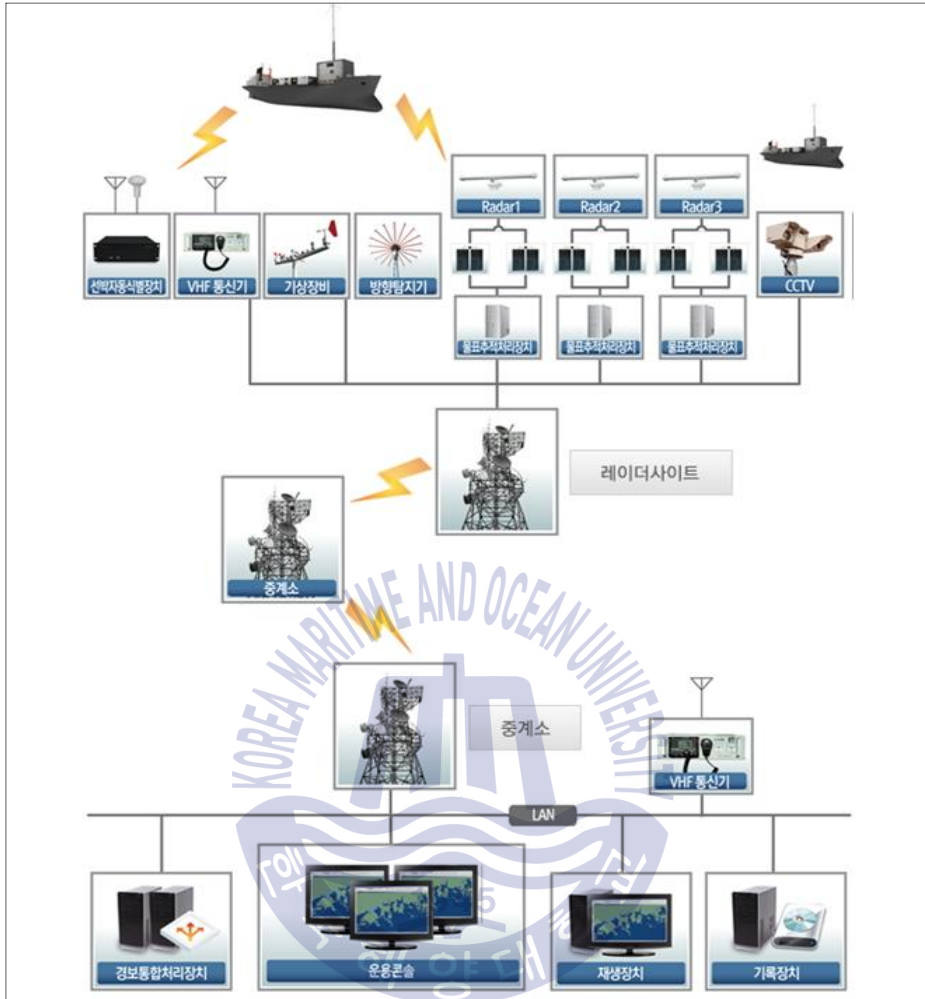 Radar1
Radar2
Radar3
선박자동식별장치
VHF 통신기
기상장비
방향탐지기
CCTV
물표추적처리장치
물표추적처리장치
물표추적처리장치
레이더사이트
중계소
중계소
VHF 통신기
LAN
경보통합처리장치
운용콘솔
재생장치
기록장치
KOREA MARITIME AND OCEAN UNIVERSITY